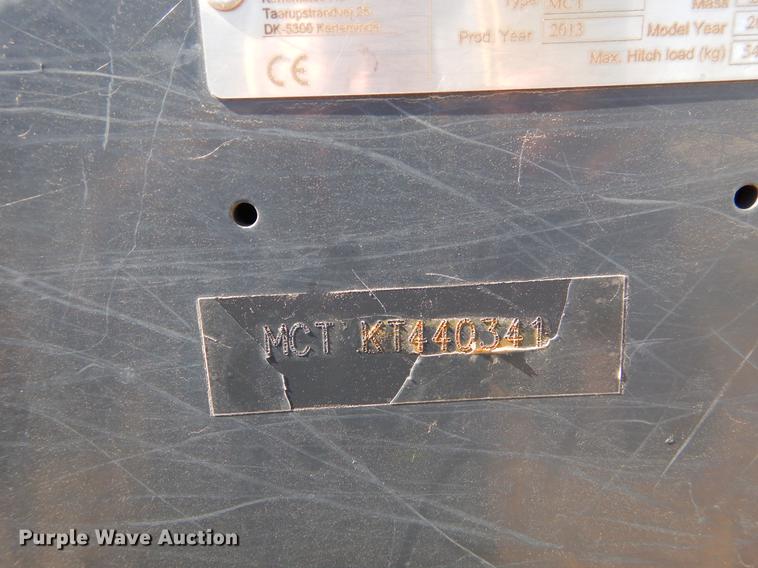 Taarupstrandvej 25
DK-5300 Kerteminde
Type MCT
Mass
Prod. Year 2013
Model Year
Max. Hitch load (kg)
CE
MCT KT440341
Purple Wave Auction